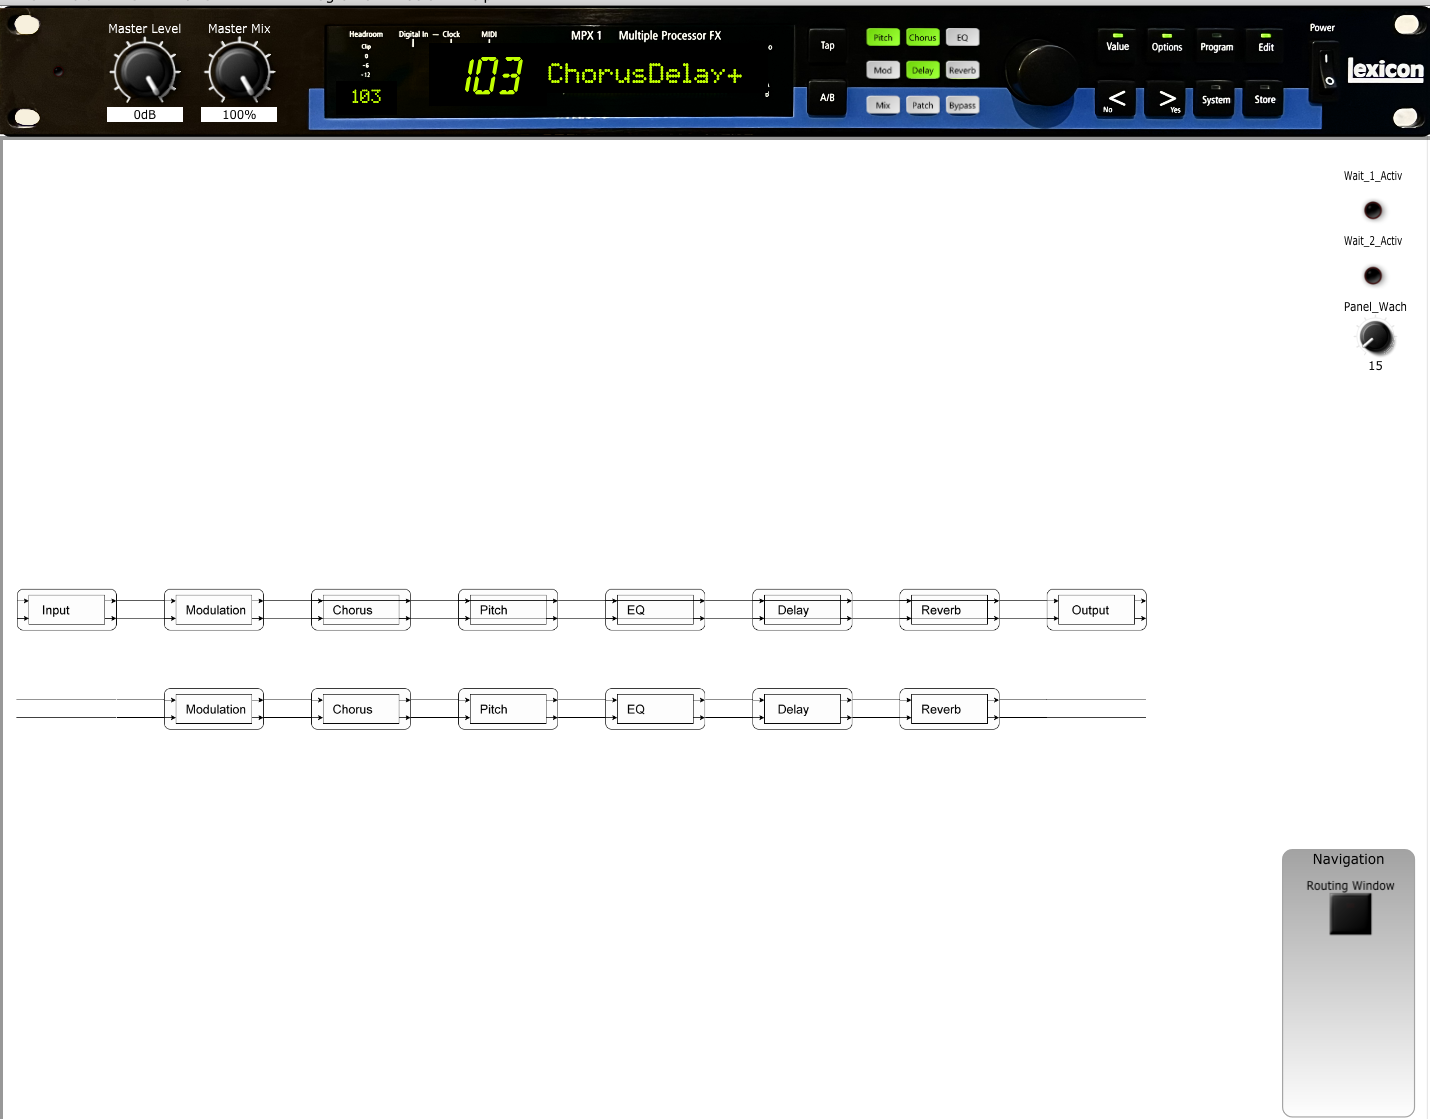 Master Level
Master Mix
0dB
100%
Headroom
Clip
0
-6
-12
103
Digital In — Clock
MIDI
MPX 1 Multiple Processor FX
103 ChorusDelay+
0
Tap
A/B
Pitch Chorus EQ
Mod Delay Reverb
Mix Patch Bypass
Value Options Program Edit
< No
> Yes
System Store
Power
I
O
lexicon
Wait_1_Activ
Wait_2_Activ
Panel_Wach
15
Input Modulation Chorus Pitch EQ Delay Reverb Output
Modulation Chorus Pitch EQ Delay Reverb
Navigation
Routing Window